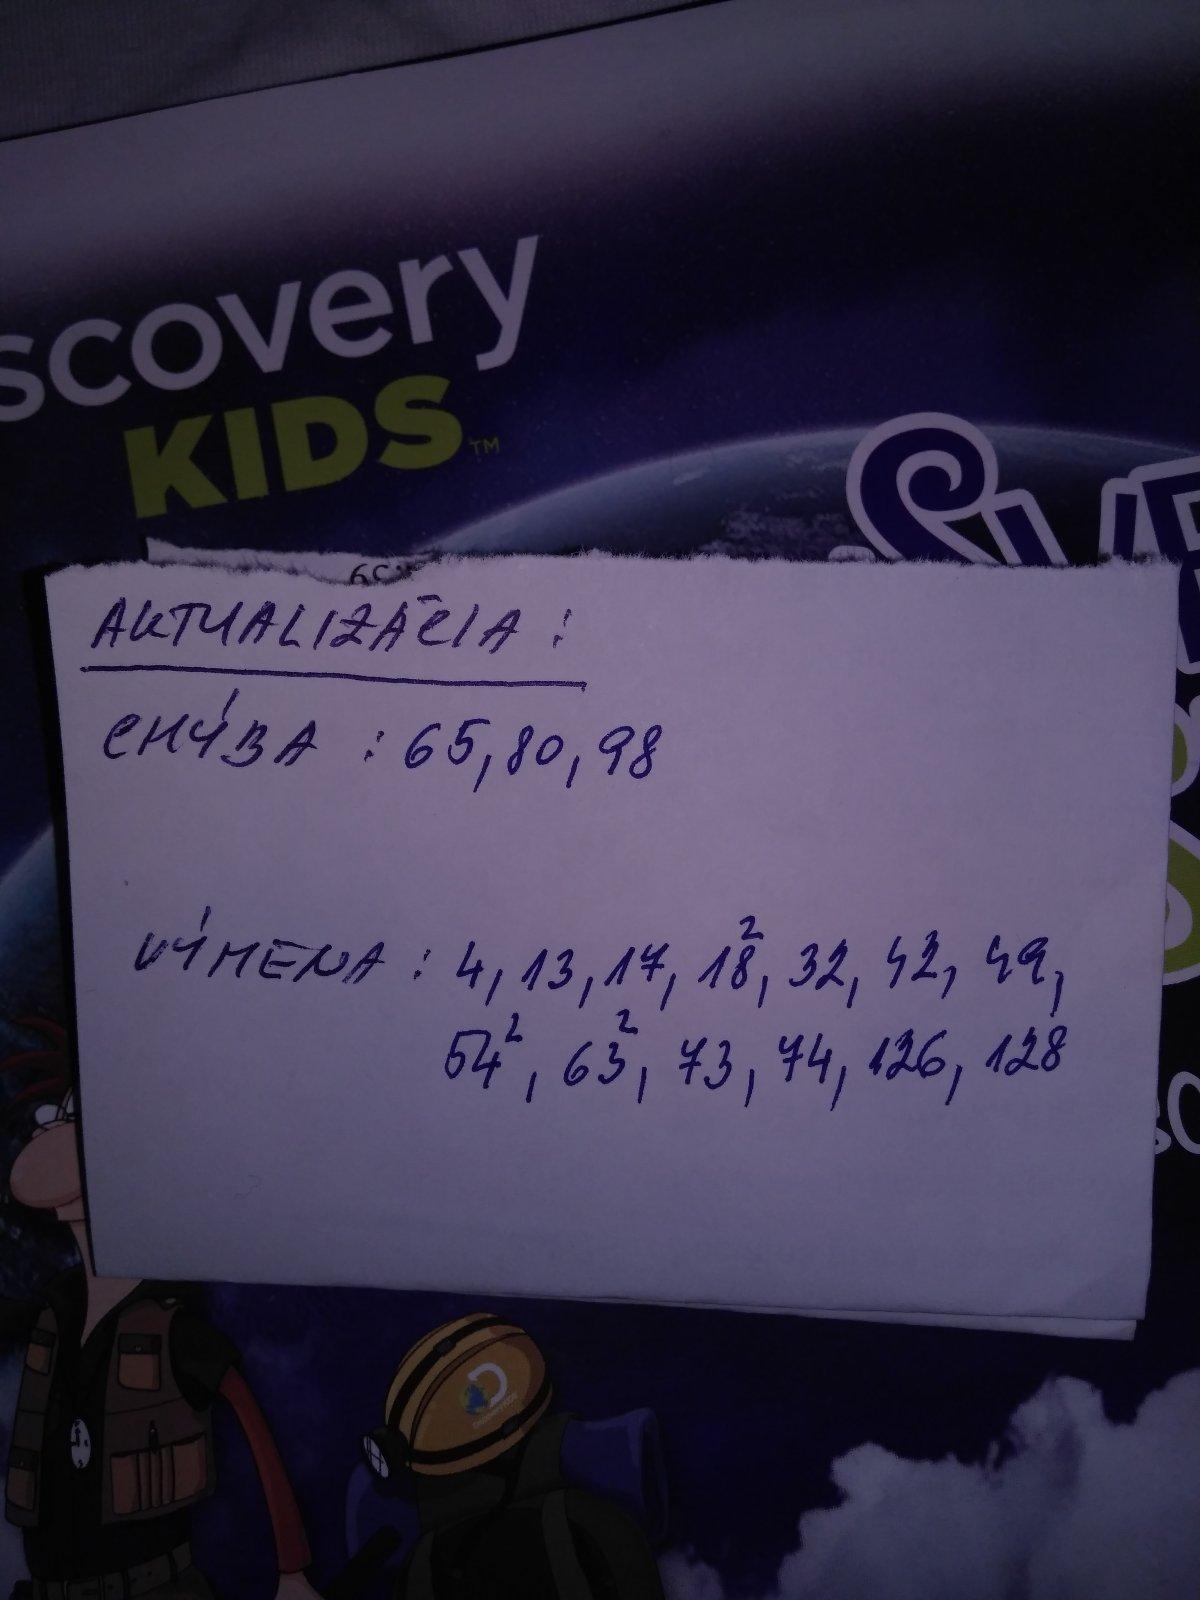 scovery
KIDS™
AKTUALIZÁCIA :
CHÝBA : 65, 80, 98
VÝMENA : 4, 13, 17, 18², 32, 42, 49,
54², 63², 73, 74, 126, 128